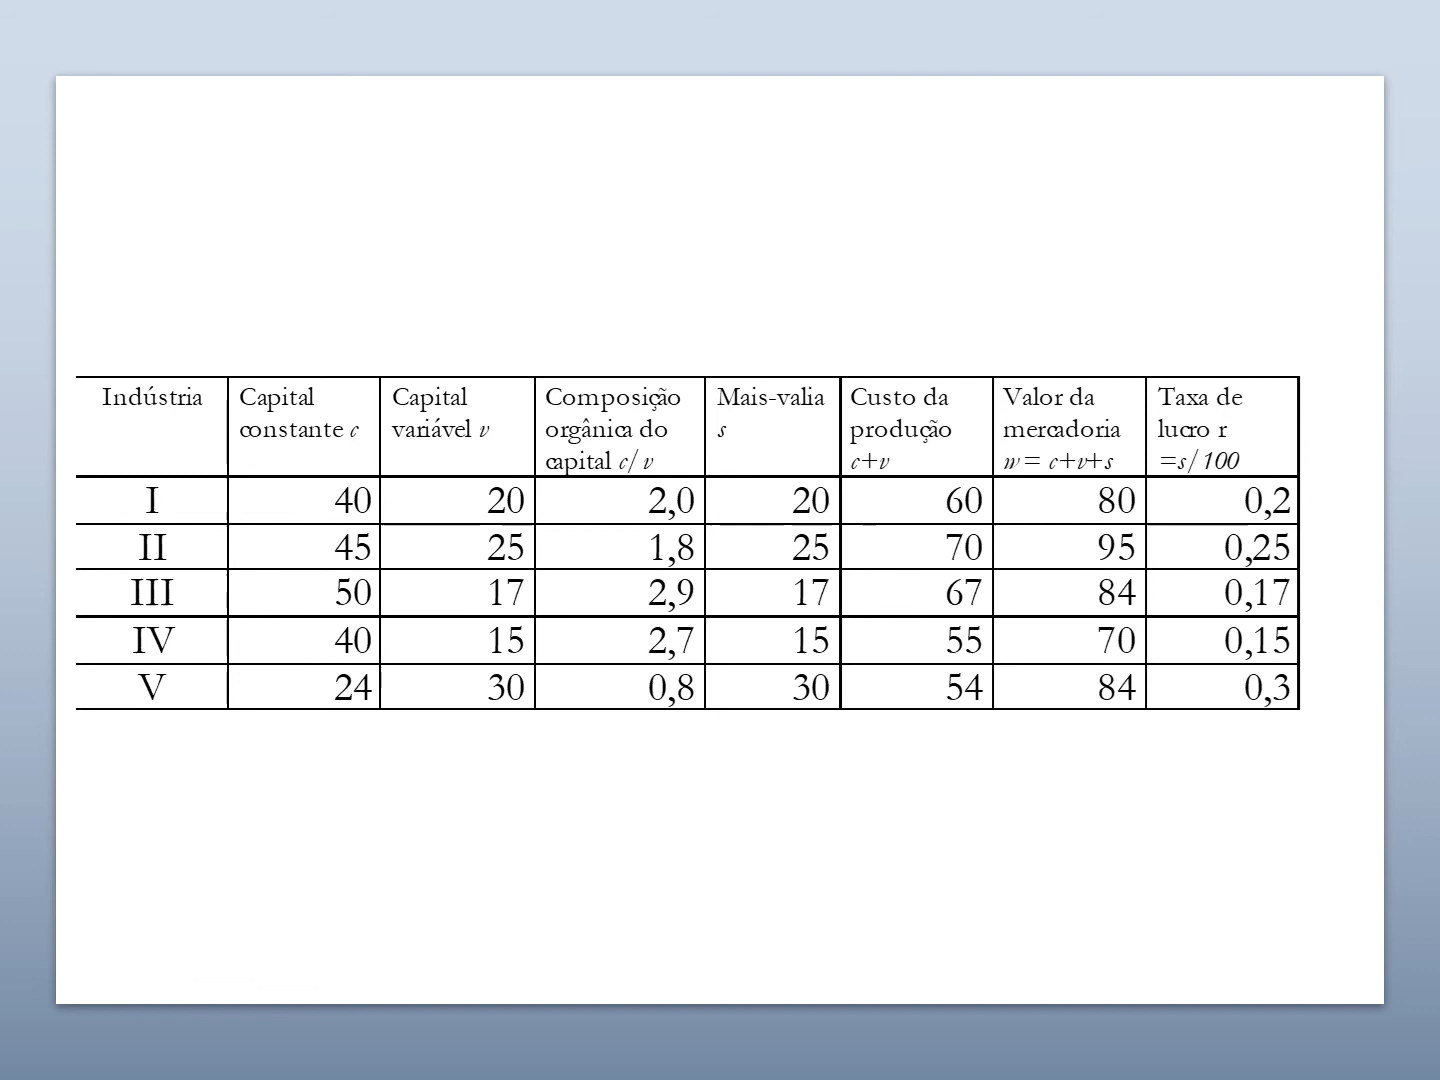 Indústria Capital constante c Capital variável v Composição orgânica do capital c/v Mais-valia s Custo da produção c+v Valor da mercadoria w = c+v+s Taxa de lucro r =s/100
I 40 20 2,0 20 60 80 0,2
II 45 25 1,8 25 70 95 0,25
III 50 17 2,9 17 67 84 0,17
IV 40 15 2,7 15 55 70 0,15
V 24 30 0,8 30 54 84 0,3